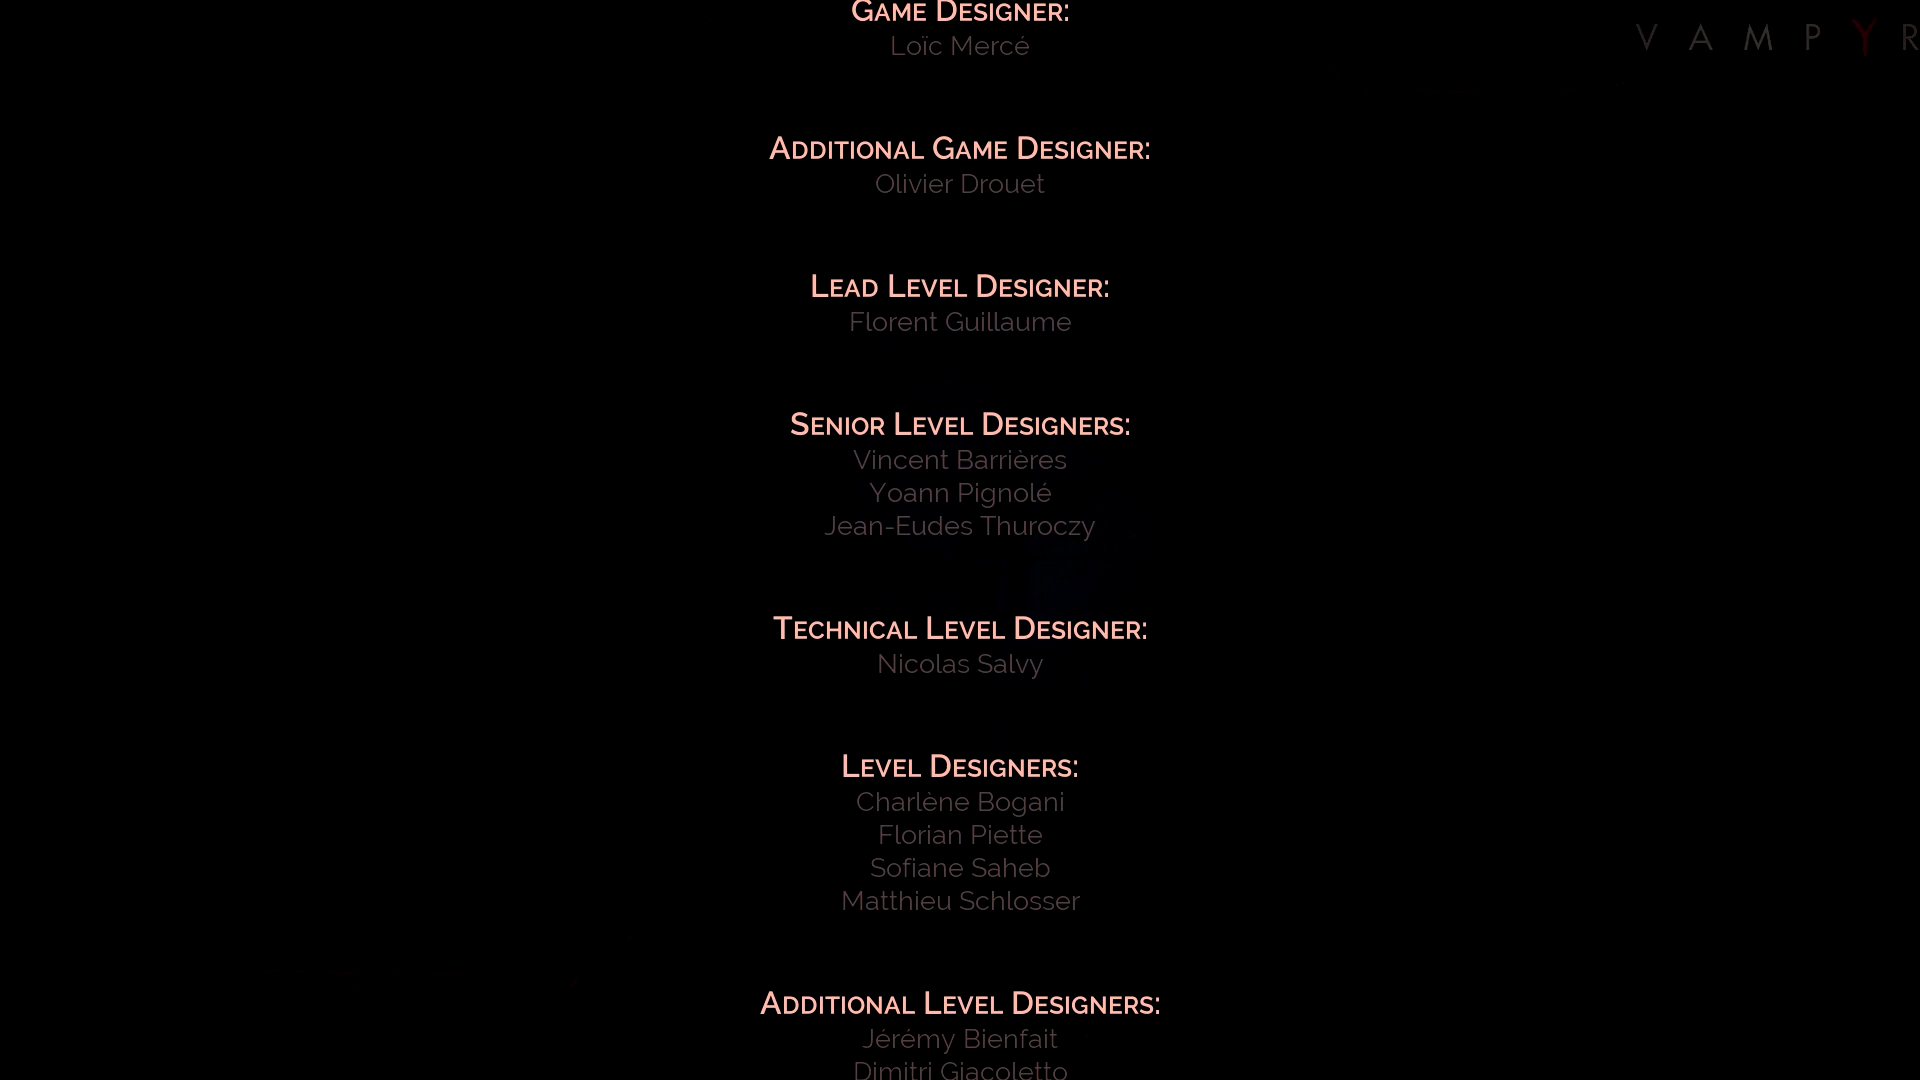 GAME DESIGNER:
Loïc Mercé
VAMPYR
ADDITIONAL GAME DESIGNER:
Olivier Drouet
LEAD LEVEL DESIGNER:
Florent Guillaume
SENIOR LEVEL DESIGNERS:
Vincent Barrières
Yoann Pignolé
Jean-Eudes Thuroczy
TECHNICAL LEVEL DESIGNER:
Nicolas Salvy
LEVEL DESIGNERS:
Charlène Bogani
Florian Piette
Sofiane Saheb
Matthieu Schlosser
ADDITIONAL LEVEL DESIGNERS:
Jérémy Bienfait
Dimitri Giacoletto